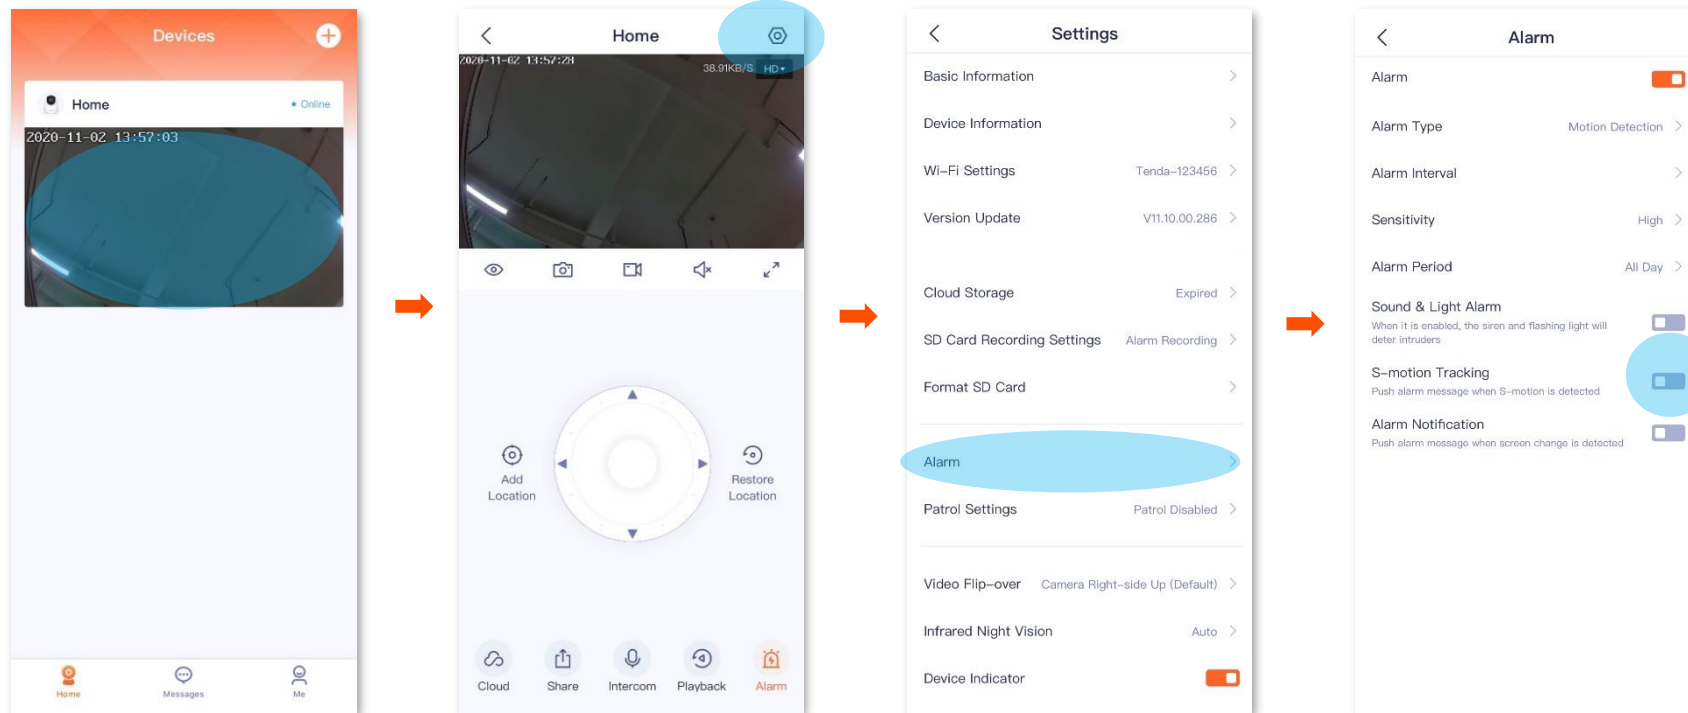 Devices
Home
• Online
2020-11-02 13:57:03
Home
Messages
Me
Home
2020-11-02 13:57:28
38.91KB/S
HD
Add
Location
Restore
Location
Cloud
Share
Intercom
Playback
Alarm
Settings
Basic Information
Device Information
Wi-Fi Settings Tenda-123456
Version Update V11.10.00.286
Cloud Storage Expired
SD Card Recording Settings Alarm Recording
Format SD Card
Alarm
Patrol Settings Patrol Disabled
Video Flip-over Camera Right-side Up (Default)
Infrared Night Vision Auto
Device Indicator
Alarm
Alarm
Alarm Type Motion Detection
Alarm Interval
Sensitivity High
Alarm Period All Day
Sound & Light Alarm
When it is enabled, the siren and flashing light will
deter intruders
S-motion Tracking
Push alarm message when S-motion is detected
Alarm Notification
Push alarm message when screen change is detected